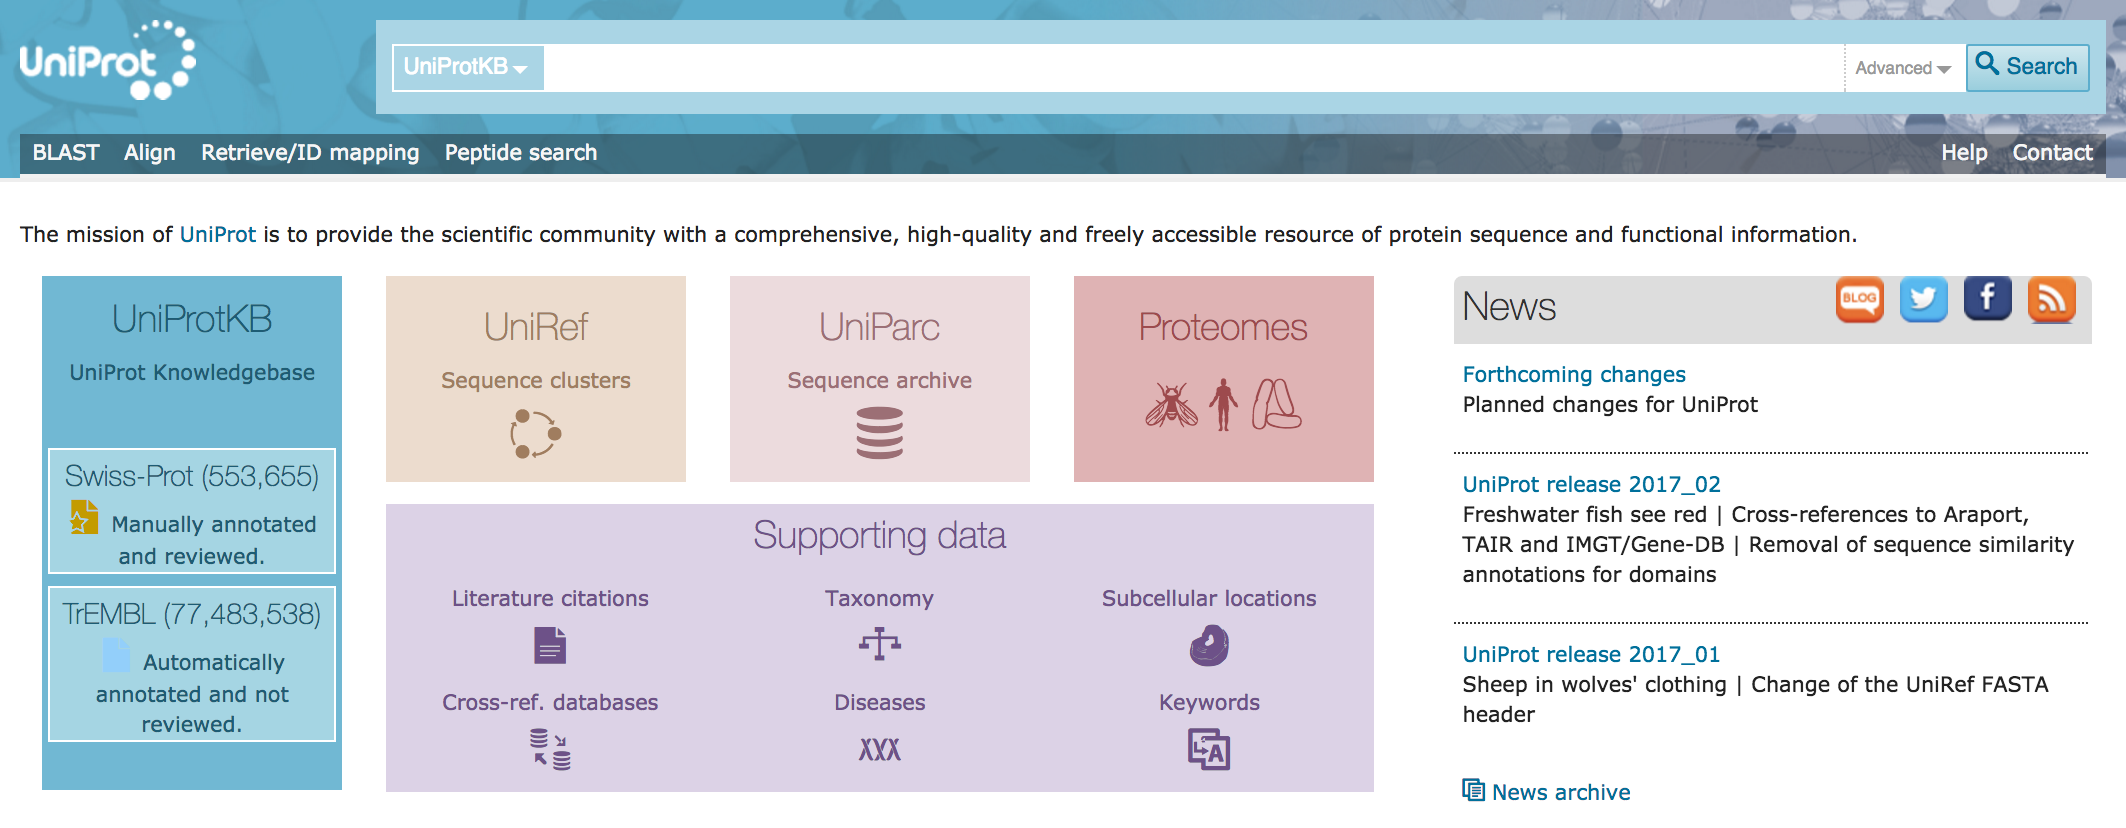 UniProt
UniProtKB
Advanced
Search
BLAST Align Retrieve/ID mapping Peptide search
Help Contact
The mission of UniProt is to provide the scientific community with a comprehensive, high-quality and freely accessible resource of protein sequence and functional information.
UniProtKB
UniProt Knowledgebase
Swiss-Prot (553,655)
Manually annotated
and reviewed.
TrEMBL (77,483,538)
Automatically
annotated and not
reviewed.
UniRef
Sequence clusters
UniParc
Sequence archive
Proteomes
Supporting data
Literature citations
Taxonomy
Subcellular locations
Cross-ref. databases
Diseases
Keywords
A
News
BLOG
f
Forthcoming changes
Planned changes for UniProt
UniProt release 2017_02
Freshwater fish see red | Cross-references to Araport,
TAIR and IMGT/Gene-DB | Removal of sequence similarity
annotations for domains
UniProt release 2017_01
Sheep in wolves' clothing | Change of the UniRef FASTA
header
News archive